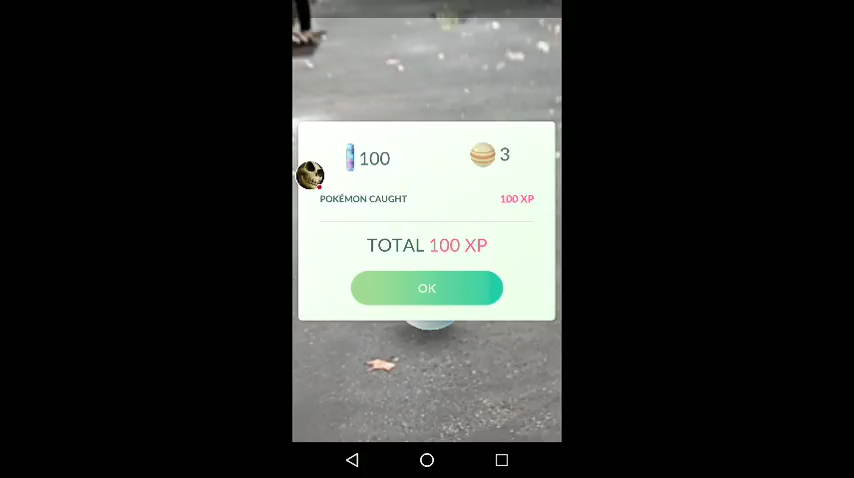 100
3
POKÉMON CAUGHT
100 XP
TOTAL 100 XP
OK